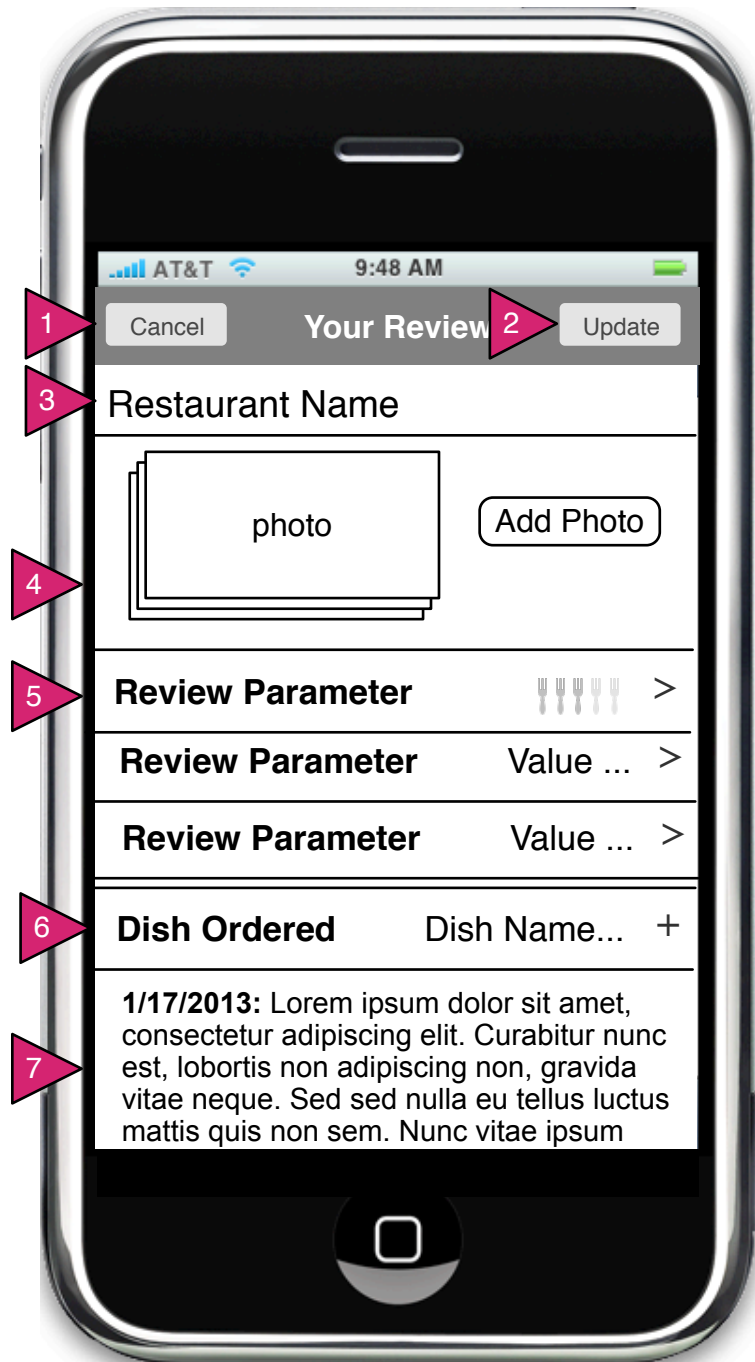 AT&T 9:48 AM
1 Cancel Your Review 2 Update
3 Restaurant Name
photo
Add Photo
4
5 Review Parameter >
Review Parameter Value ... >
Review Parameter Value ... >
6 Dish Ordered Dish Name... +
1/17/2013: Lorem ipsum dolor sit amet,
consectetur adipiscing elit. Curabitur nunc
7 est, lobortis non adipiscing non, gravida
vitae neque. Sed sed nulla eu tellus luctus
mattis quis non sem. Nunc vitae ipsum